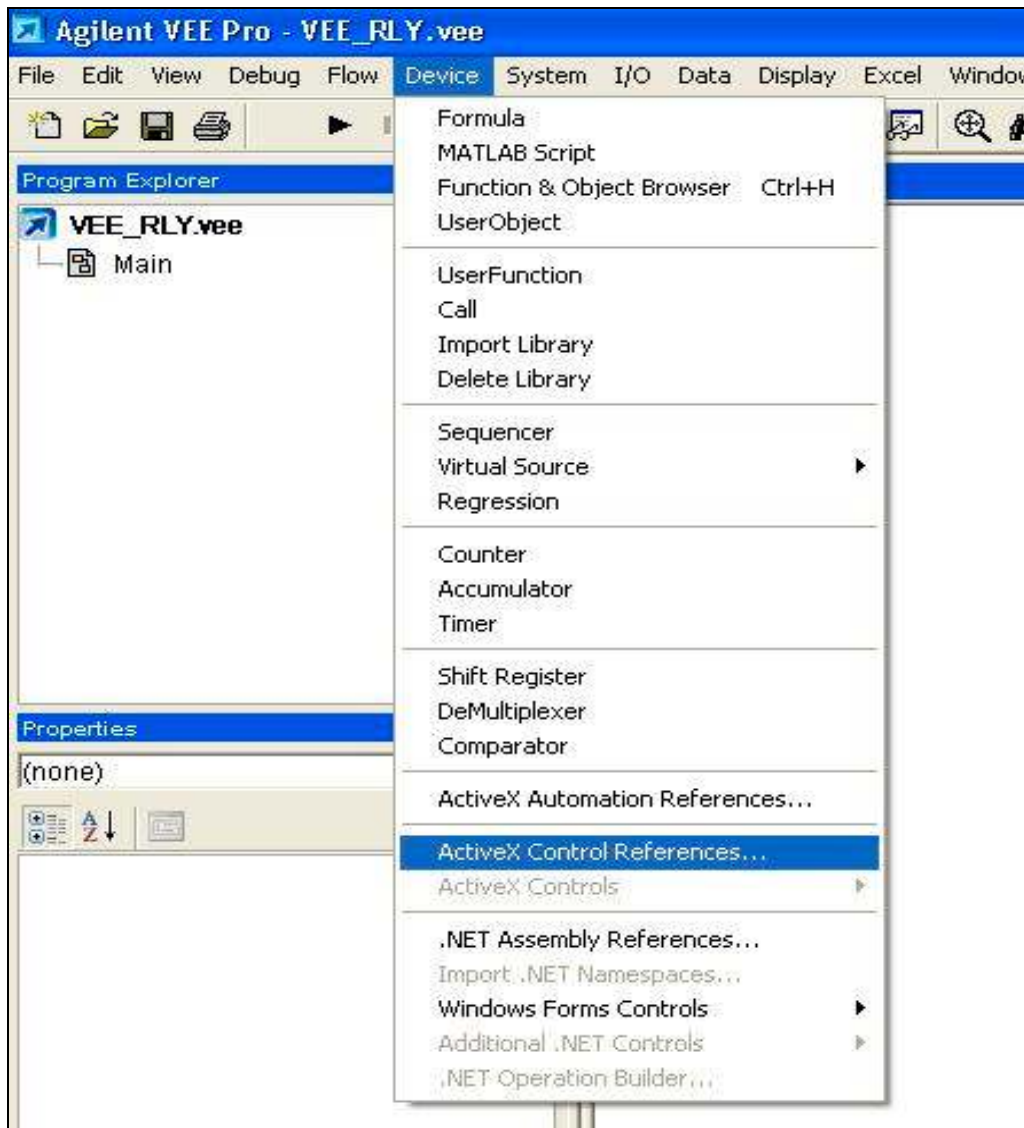 Agilent VEE Pro - VEE_RLY.vee
File Edit View Debug Flow Device System I/O Data Display Excel Window
Program Explorer
VEE_RLY.vee
Main
Formula
MATLAB Script
Function & Object Browser Ctrl+H
UserObject
UserFunction
Call
Import Library
Delete Library
Sequencer
Virtual Source
Regression
Counter
Accumulator
Timer
Shift Register
DeMultiplexer
Comparator
ActiveX Automation References...
ActiveX Control References...
ActiveX Controls
.NET Assembly References...
Import .NET Namespaces...
Windows Forms Controls
Additional .NET Controls
.NET Operation Builder...
Properties
(none)
A
Z